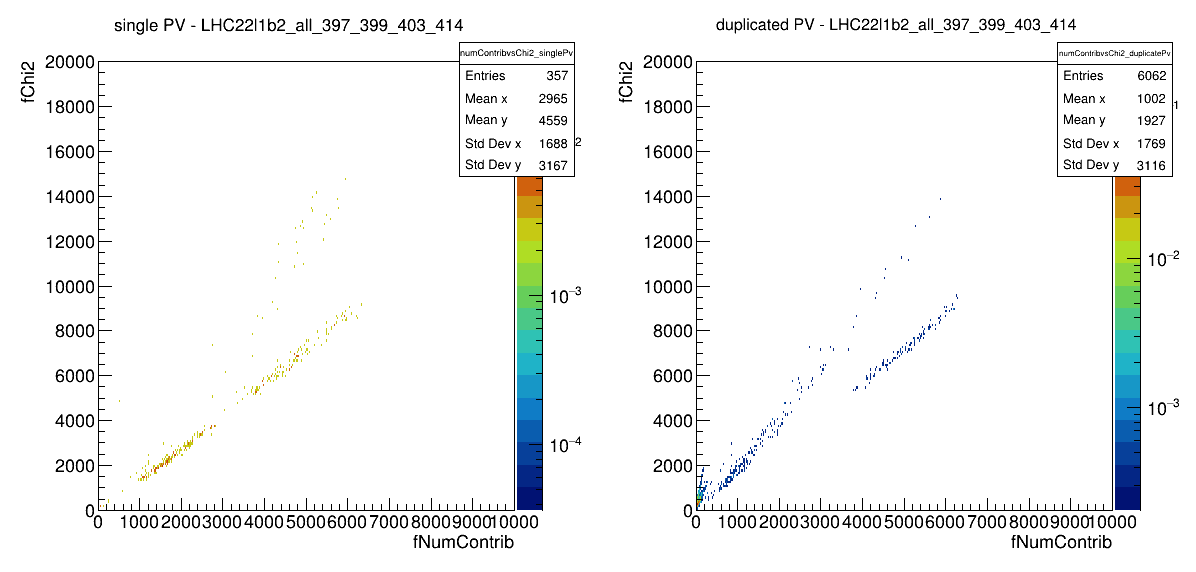 single PV - LHC22l1b2_all_397_399_403_414
numContribvsChi2_singlePv
Entries 357
Mean x 2965
Mean y 4559
Std Dev x 1688
Std Dev y 3167
fChi2
20000
18000
16000
14000
12000
10000
8000
6000
4000
2000
0
0 1000 2000 3000 4000 5000 6000 7000 8000 9000 10000
fNumContrib
2
10−3
10−4
duplicated PV - LHC22l1b2_all_397_399_403_414
numContribvsChi2_duplicatePv
Entries 6062
Mean x 1002
Mean y 1927
Std Dev x 1769
Std Dev y 3116
fChi2
20000
18000
16000
14000
12000
10000
8000
6000
4000
2000
0
0 1000 2000 3000 4000 5000 6000 7000 8000 9000 10000
fNumContrib
1
10−2
10−3